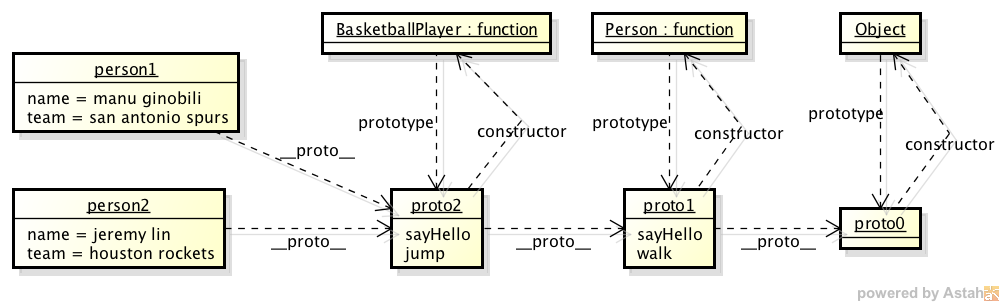 BasketballPlayer : function
Person : function
Object
person1
name = manu ginobili
team = san antonio spurs
prototype
constructor
prototype
constructor
prototype
constructor
__proto__
person2
name = jeremy lin
team = houston rockets
__proto__
proto2
sayHello
jump
__proto__
proto1
sayHello
walk
__proto__
proto0
powered by Astah